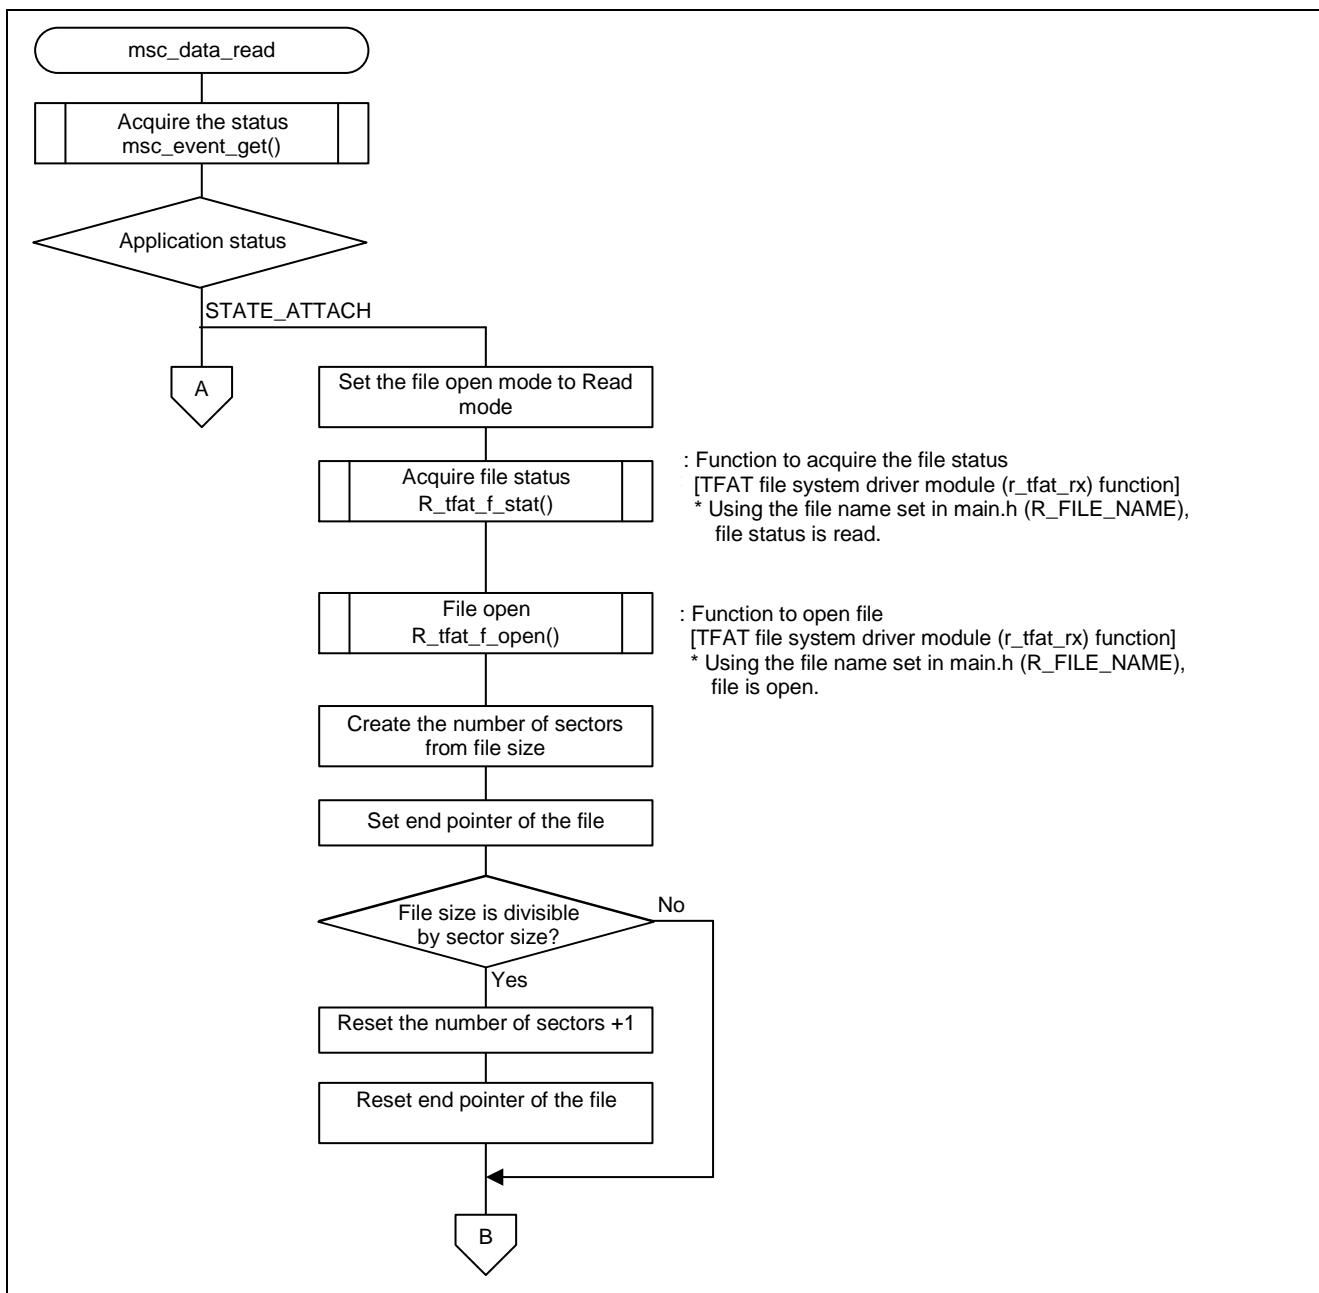 msc_data_read
Acquire the status
msc_event_get()
Application status
STATE_ATTACH
A
Set the file open mode to Read
mode
Acquire file status
R_tfat_f_stat()
: Function to acquire the file status
[TFAT file system driver module (r_tfat_rx) function]
* Using the file name set in main.h (R_FILE_NAME),
file status is read.
File open
R_tfat_f_open()
: Function to open file
[TFAT file system driver module (r_tfat_rx) function]
* Using the file name set in main.h (R_FILE_NAME),
file is open.
Create the number of sectors
from file size
Set end pointer of the file
File size is divisible
by sector size?
No
Yes
Reset the number of sectors +1
Reset end pointer of the file
B